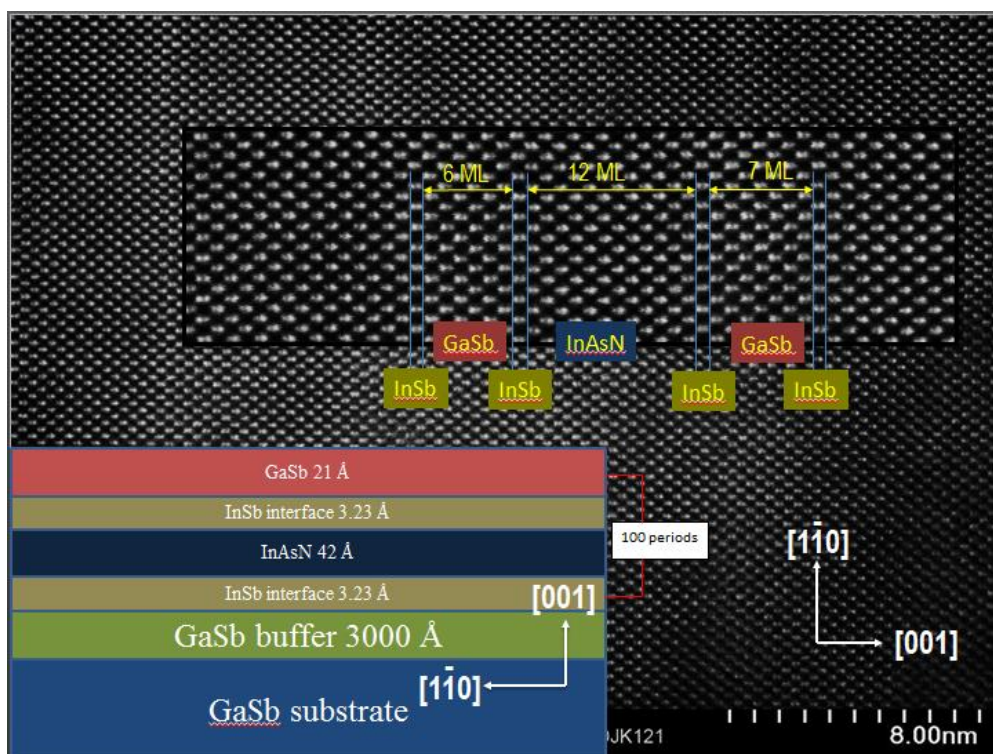 6 ML
12 ML
7 ML
GaSb
InAsN
GaSb
InSb
InSb
InSb
InSb
GaSb 21 Å
InSb interface 3.23 Å
InAsN 42 Å
InSb interface 3.23 Å
GaSb buffer 3000 Å
GaSb substrate
100 periods
[001]
[11̄0]
[11̄0]
[001]
JK121
8.00nm